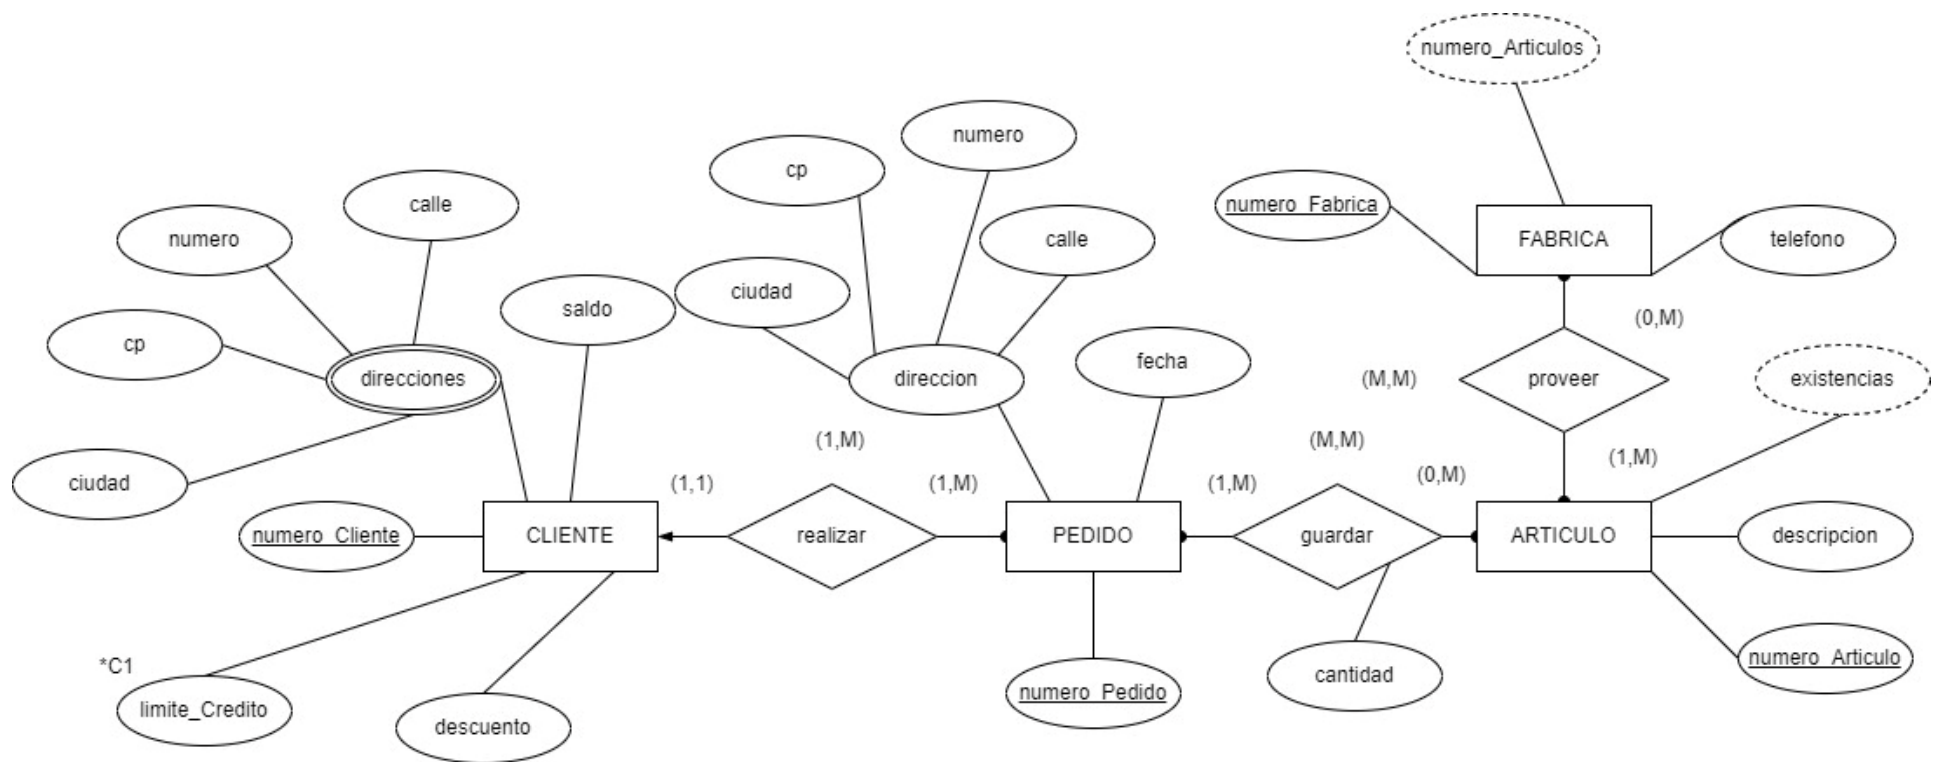 numero_Articulos
numero
cp
calle
numero_Fabrica
numero
calle
FABRICA
telefono
ciudad
saldo
(0,M)
cp
fecha
direcciones
direccion
(M,M)
proveer
existencias
(1,M)
(M,M)
ciudad
(1,1)
(1,M)
(1,M)
(0,M)
(1,M)
numero_Cliente
CLIENTE
realizar
PEDIDO
guardar
ARTICULO
descripcion
*C1
cantidad
numero_Articulo
numero_Pedido
limite_Credito
descuento